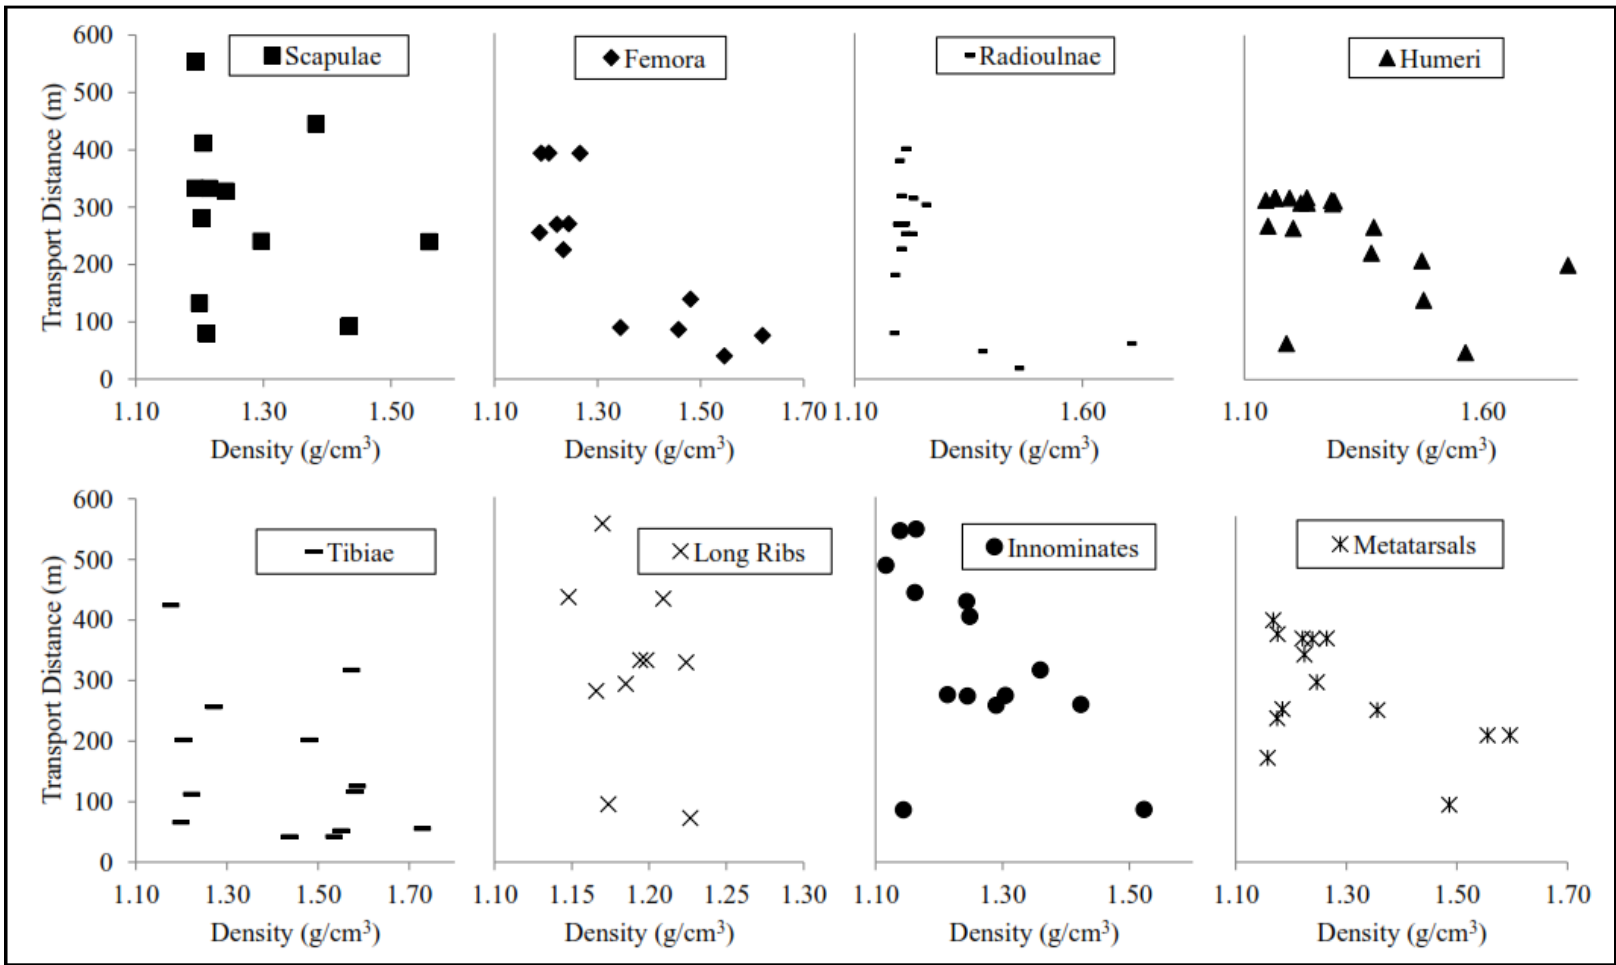 600
500
400
300
200
100
0
Transport Distance (m)
Scapulae
1.10 1.30 1.50
Density (g/cm³)
Femora
1.10 1.30 1.50 1.70
Density (g/cm³)
Radioulnae
1.10 1.60
Density (g/cm³)
Humeri
1.10 1.60
Density (g/cm³)
600
500
400
300
200
100
0
Transport Distance (m)
Tibiae
1.10 1.30 1.50 1.70
Density (g/cm³)
Long Ribs
1.10 1.15 1.20 1.25 1.30
Density (g/cm³)
Innominates
1.10 1.30 1.50
Density (g/cm³)
Metatarsals
1.10 1.30 1.50 1.70
Density (g/cm³)